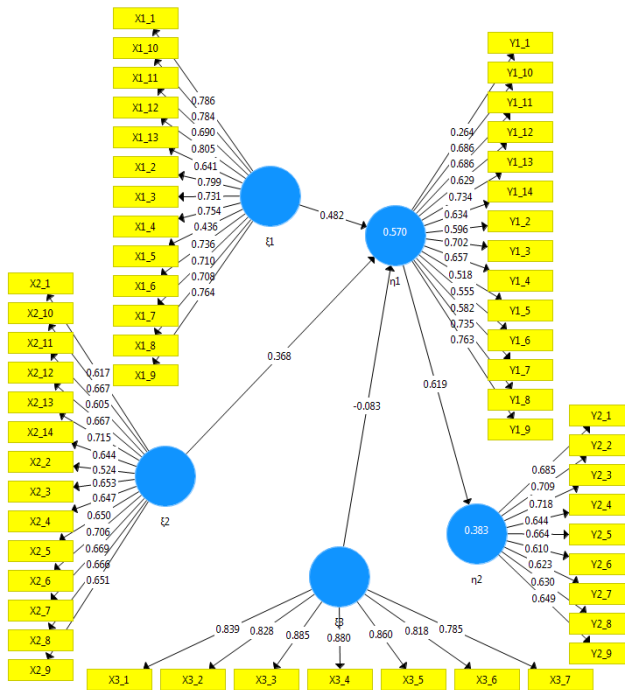 X1_1
X1_10
X1_11
X1_12
X1_13
X1_2
X1_3
X1_4
X1_5
X1_6
X1_7
X1_8
X1_9
0.786
0.784
0.690
0.805
0.641
0.799
0.731
0.754
0.436
0.736
0.710
0.708
0.764
ξ1
0.482
Y1_1
Y1_10
Y1_11
Y1_12
Y1_13
Y1_14
Y1_2
Y1_3
Y1_4
Y1_5
Y1_6
Y1_7
Y1_8
Y1_9
0.264
0.686
0.686
0.629
0.734
0.634
0.596
0.702
0.657
0.518
0.555
0.582
0.735
0.763
0.570
η1
X2_1
X2_10
X2_11
X2_12
X2_13
X2_14
X2_2
X2_3
X2_4
X2_5
X2_6
X2_7
X2_8
X2_9
0.617
0.667
0.605
0.667
0.715
0.644
0.524
0.653
0.647
0.650
0.706
0.669
0.666
0.651
ξ2
0.368
-0.083
0.619
Y2_1
Y2_2
Y2_3
Y2_4
Y2_5
Y2_6
Y2_7
Y2_8
Y2_9
0.685
0.709
0.718
0.644
0.664
0.610
0.623
0.630
0.649
0.383
η2
ξ3
0.839
0.828
0.885
0.880
0.860
0.818
0.785
X3_1
X3_2
X3_3
X3_4
X3_5
X3_6
X3_7